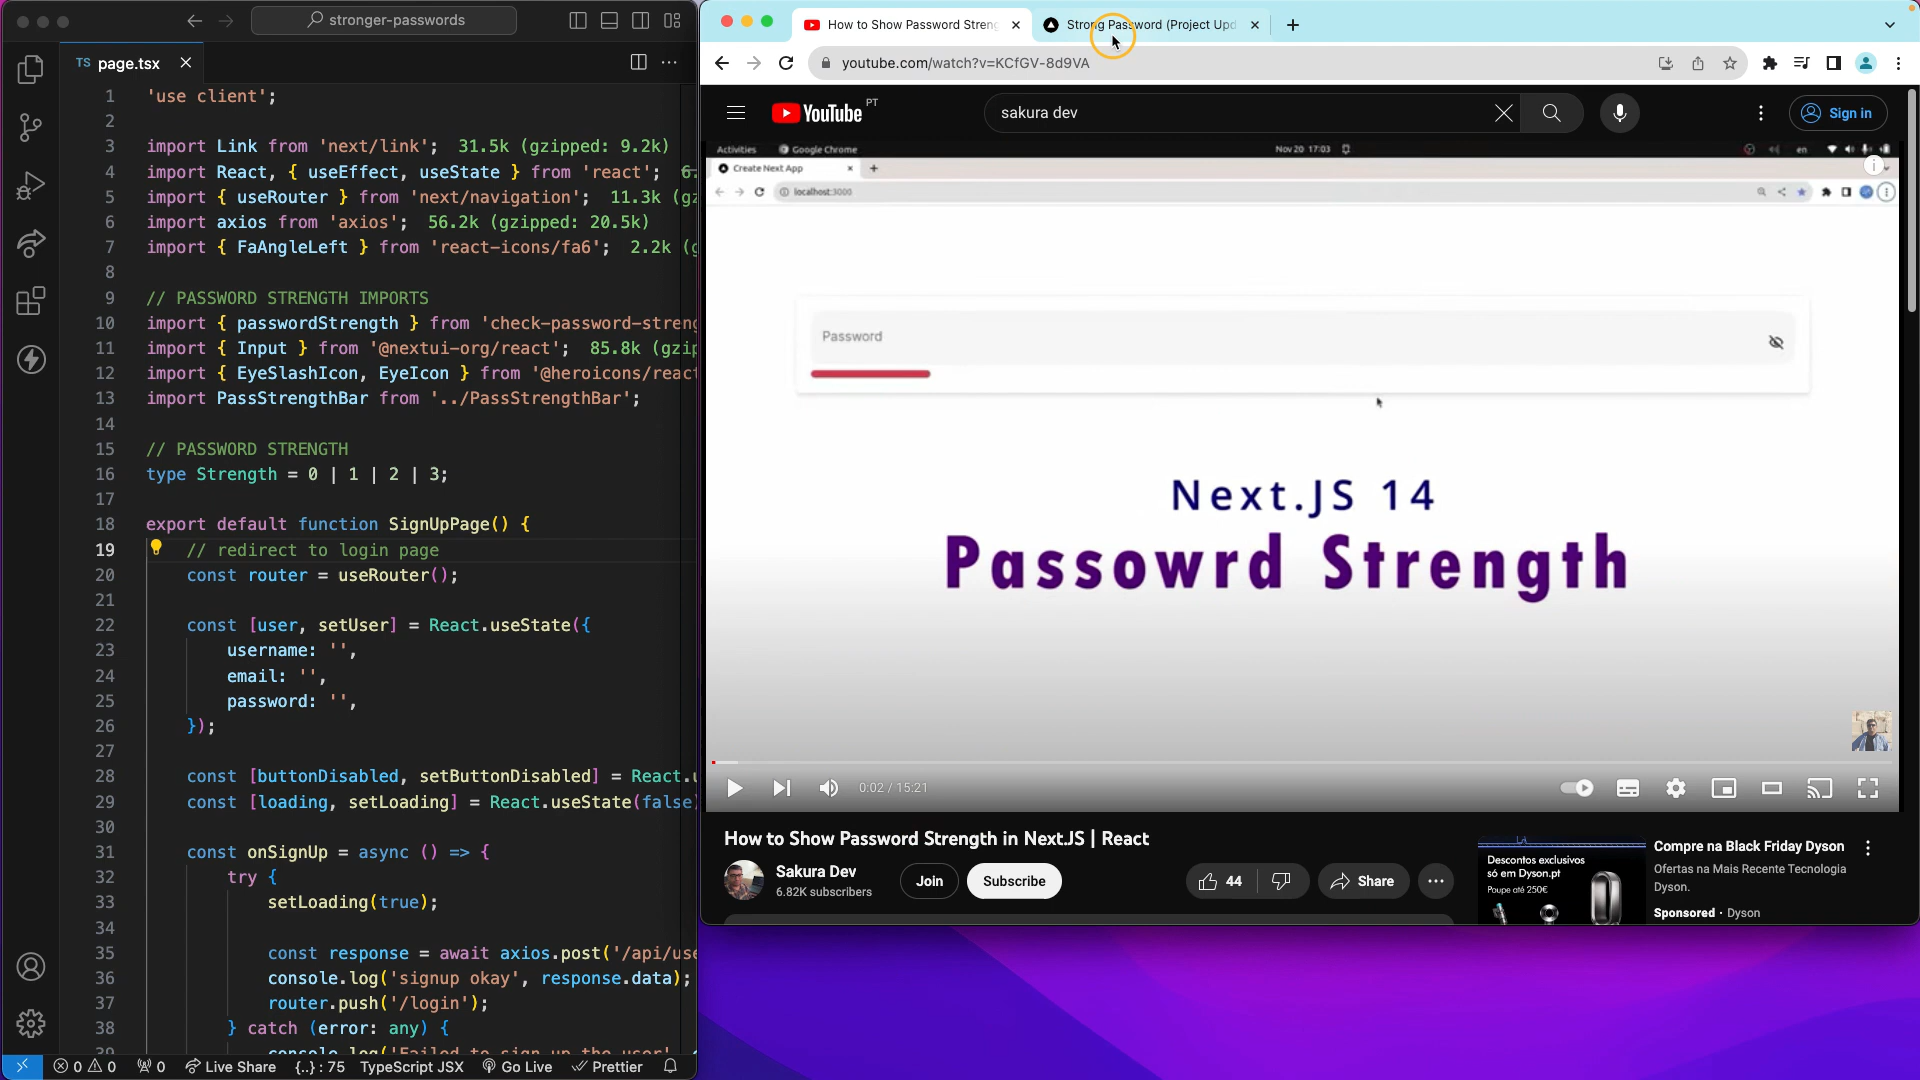 stronger-passwords
TS page.tsx
1 'use client';
2
3 import Link from 'next/link'; 31.5k (gzipped: 9.2k)
4 import React, { useEffect, useState } from 'react'; 6.
5 import { useRouter } from 'next/navigation'; 11.3k (gz
6 import axios from 'axios'; 56.2k (gzipped: 20.5k)
7 import { FaAngleLeft } from 'react-icons/fa6'; 2.2k (g
8
9 // PASSWORD STRENGTH IMPORTS
10 import { passwordStrength } from 'check-password-streng
11 import { Input } from '@nextui-org/react'; 85.8k (gzip
12 import { EyeSlashIcon, EyeIcon } from '@heroicons/reac
13 import PassStrengthBar from '../PassStrengthBar';
14
15 // PASSWORD STRENGTH
16 type Strength = 0 | 1 | 2 | 3;
17
18 export default function SignUpPage() {
19 // redirect to login page
20 const router = useRouter();
21
22 const [user, setUser] = React.useState({
23 username: '',
24 email: '',
25 password: '',
26 });
27
28 const [buttonDisabled, setButtonDisabled] = React.u
29 const [loading, setLoading] = React.useState(false
30
31 const onSignUp = async () => {
32 try {
33 setLoading(true);
34
35 const response = await axios.post('/api/use
36 console.log('signup okay', response.data);
37 router.push('/login');
38 } catch (error: any) {
39 console.log('Failed to sign up the user'
0 0 0 Live Share {..} : 75 TypeScript JSX Go Live Prettier
How to Show Password Streng
Strong Password (Project Upd
youtube.com/watch?v=KCfGV-8d9VA
YouTube PT
sakura dev
Sign in
Activities Google Chrome Nov 20 17:03 en
Create Next App
localhost:3000
Password
Next.JS 14
Passowrd Strength
0:02 / 15:21
How to Show Password Strength in Next.JS | React
Sakura Dev
6.82K subscribers
Join
Subscribe
44
Share
Descontos exclusivos
só em Dyson.pt
Poupe até 250€
Compre na Black Friday Dyson
Ofertas na Mais Recente Tecnologia
Dyson.
Sponsored · Dyson